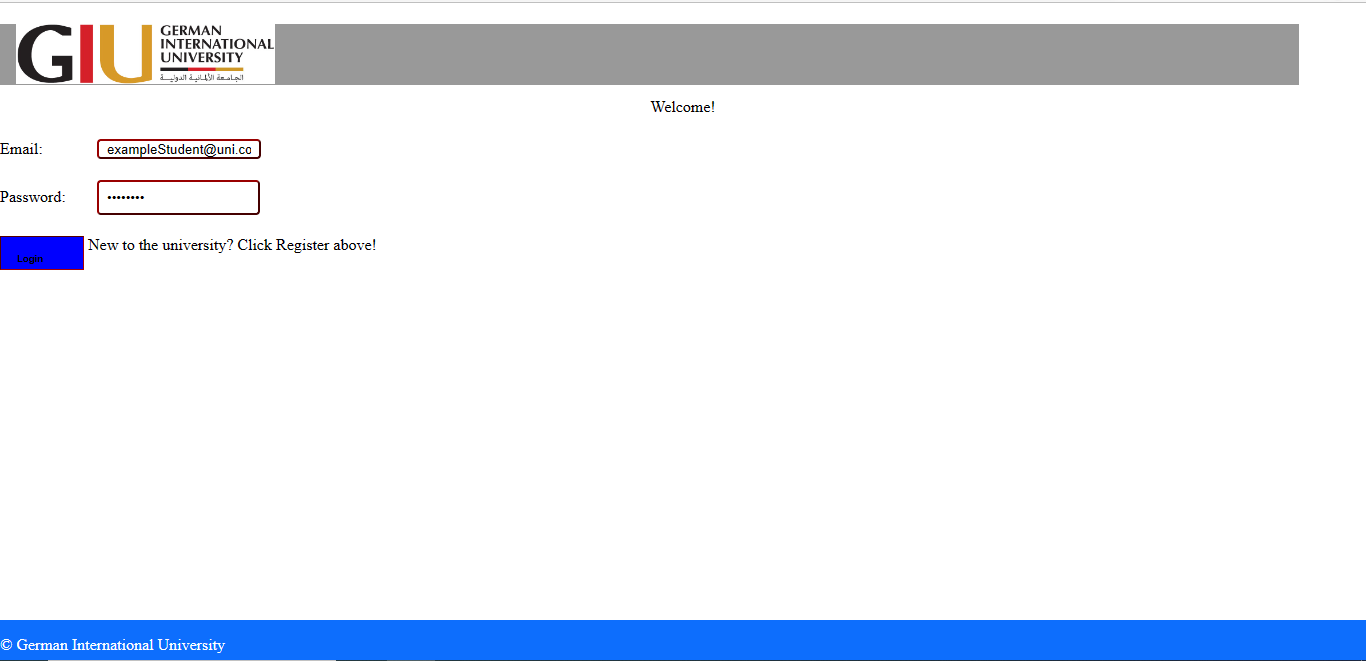 GIU
GERMAN
INTERNATIONAL
UNIVERSITY
الجامعة الألمانية الدولية
Welcome!
Email:
exampleStudent@uni.co
Password:
••••••••
Login
New to the university? Click Register above!
© German International University